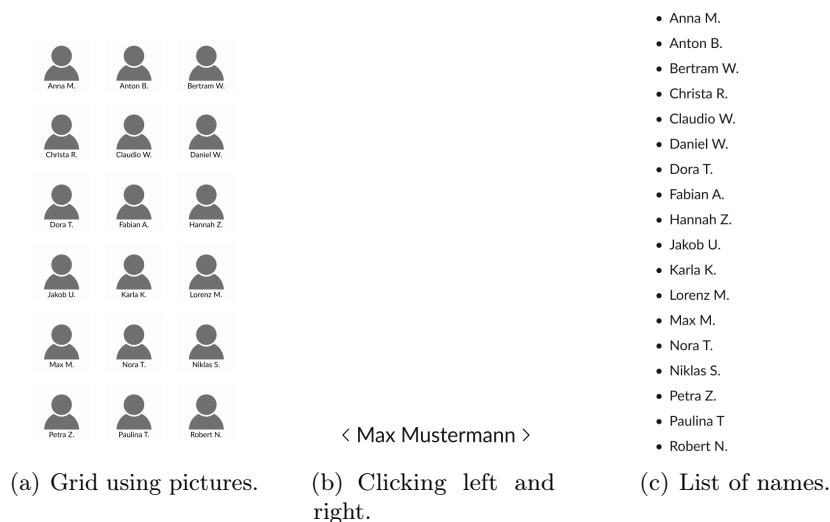 Anna M. Anton B. Bertram W.
Christa R. Claudio W. Daniel W.
Dora T. Fabian A. Hannah Z.
Jakob U. Karla K. Lorenz M.
Max M. Nora T. Niklas S.
Petra Z. Paulina T. Robert N.
(a) Grid using pictures.
< Max Mustermann >
(b) Clicking left and
right.
• Anna M.
• Anton B.
• Bertram W.
• Christa R.
• Claudio W.
• Daniel W.
• Dora T.
• Fabian A.
• Hannah Z.
• Jakob U.
• Karla K.
• Lorenz M.
• Max M.
• Nora T.
• Niklas S.
• Petra Z.
• Paulina T
• Robert N.
(c) List of names.